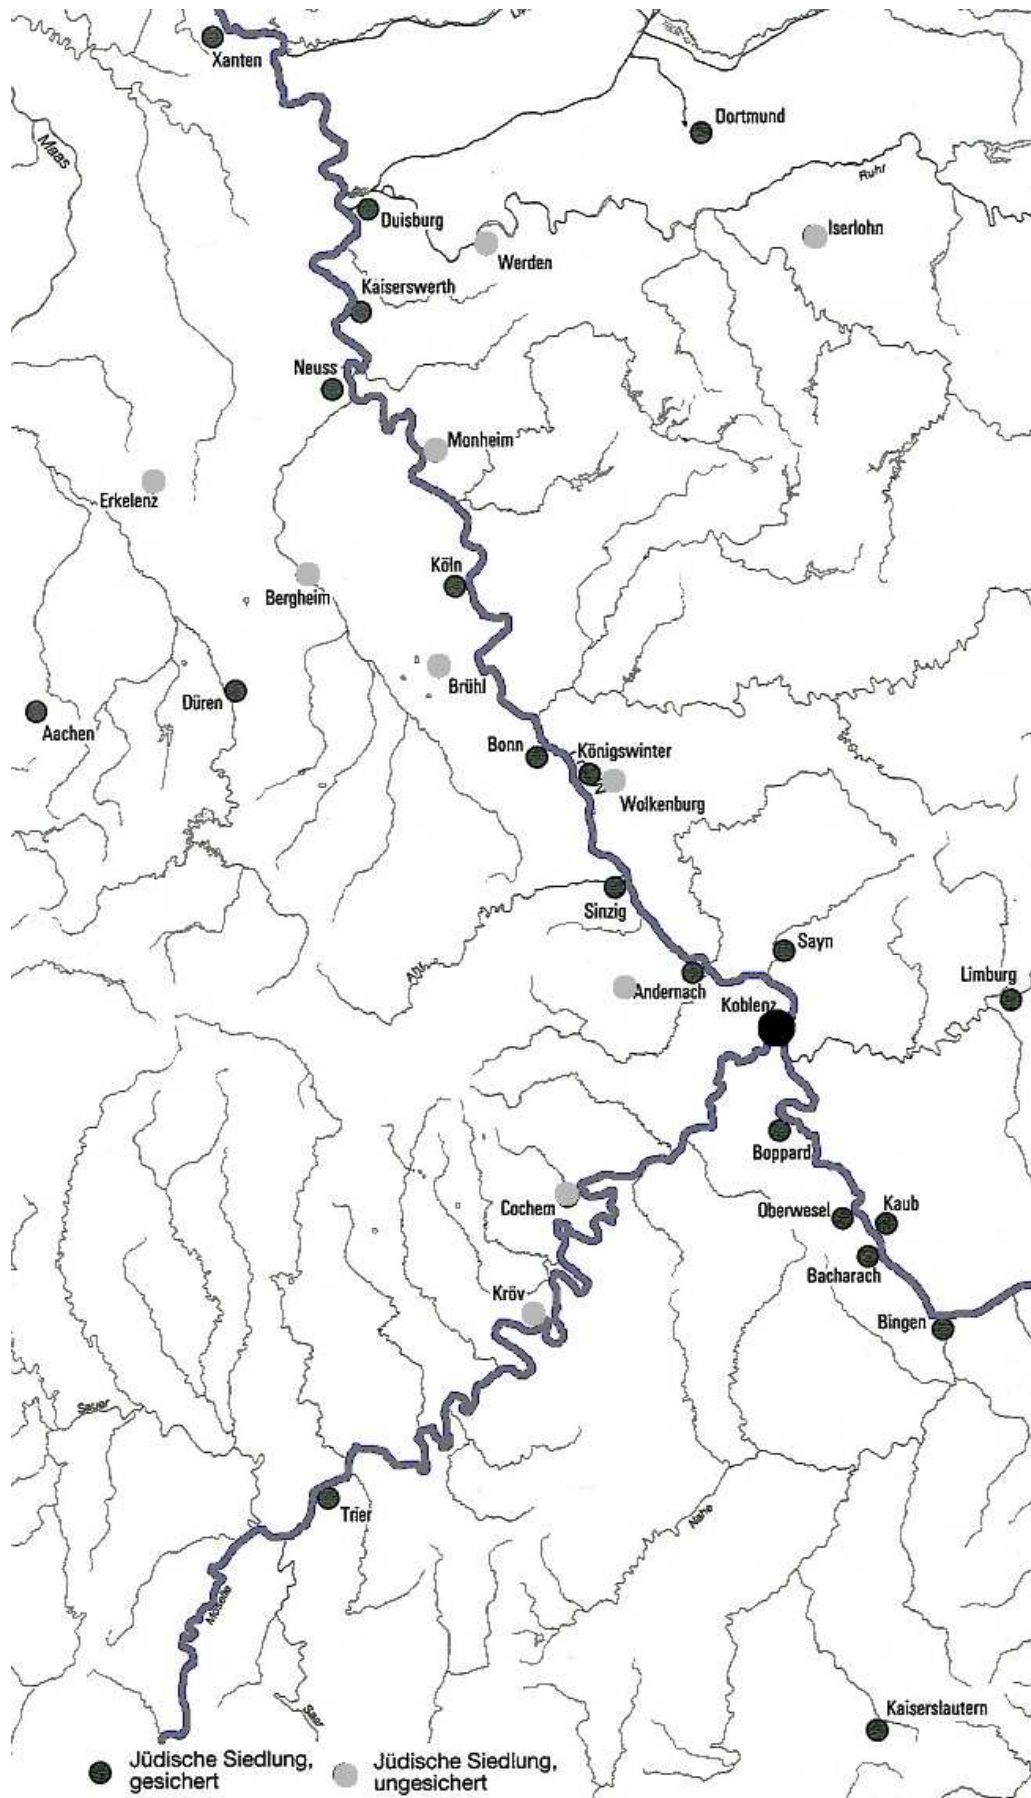 Xanten
Dortmund
Maas
Ruhr
Duisburg
Iserlohn
Werden
Kaiserswerth
Neuss
Monheim
Erkelenz
Köln
Bergheim
Brühl
Düren
Aachen
Bonn
Königswinter
Wolkenburg
Sinzig
Sayn
Ahr
Limburg
Andernach
Koblenz
Boppard
Cochem
Oberwesel
Kaub
Bacharach
Kröv
Bingen
Sauer
Trier
Nahe
Moselle
Saar
Kaiserslautern
Jüdische Siedlung,
gesichert
Jüdische Siedlung,
ungesichert